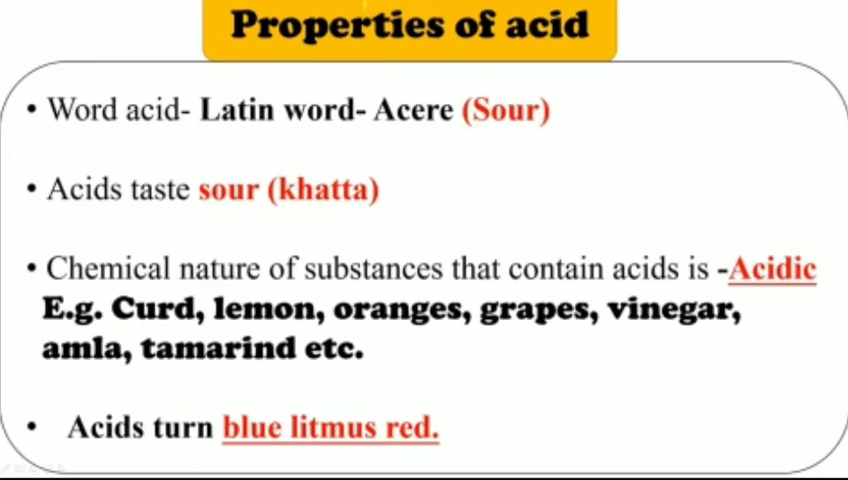 Properties of acid
• Word acid- Latin word- Acere (Sour)
• Acids taste sour (khatta)
• Chemical nature of substances that contain acids is -Acidic
E.g. Curd, lemon, oranges, grapes, vinegar,
amla, tamarind etc.
• Acids turn blue litmus red.